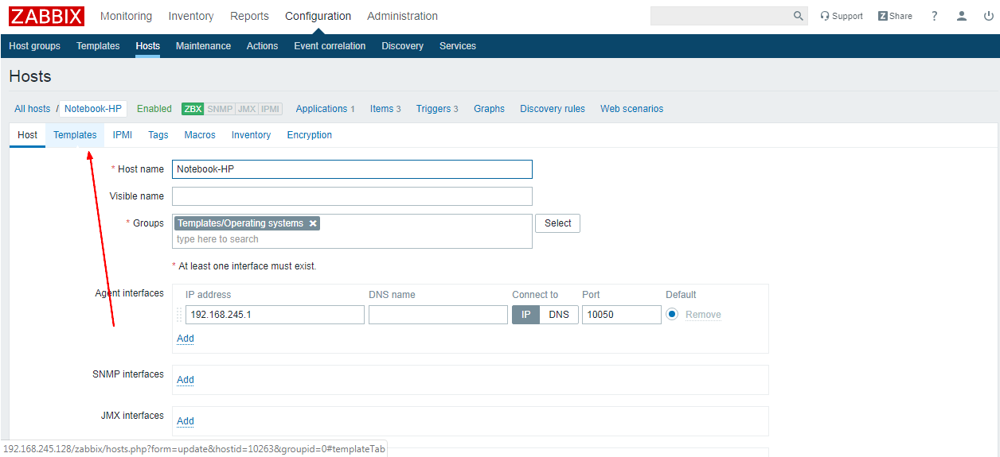 ZABBIX Monitoring Inventory Reports Configuration Administration Support Z Share ?
Host groups Templates Hosts Maintenance Actions Event correlation Discovery Services
Hosts
All hosts / Notebook-HP Enabled ZBX SNMP JMX IPMI Applications 1 Items 3 Triggers 3 Graphs Discovery rules Web scenarios
Host Templates IPMI Tags Macros Inventory Encryption
* Host name Notebook-HP
Visible name
* Groups Templates/Operating systems × Select
type here to search
* At least one interface must exist.
Agent interfaces IP address DNS name Connect to Port Default
192.168.245.1 IP DNS 10050 Remove
Add
SNMP interfaces Add
JMX interfaces Add
192.168.245.128/zabbix/hosts.php?form=update&hostid=10263&groupid=0#templateTab